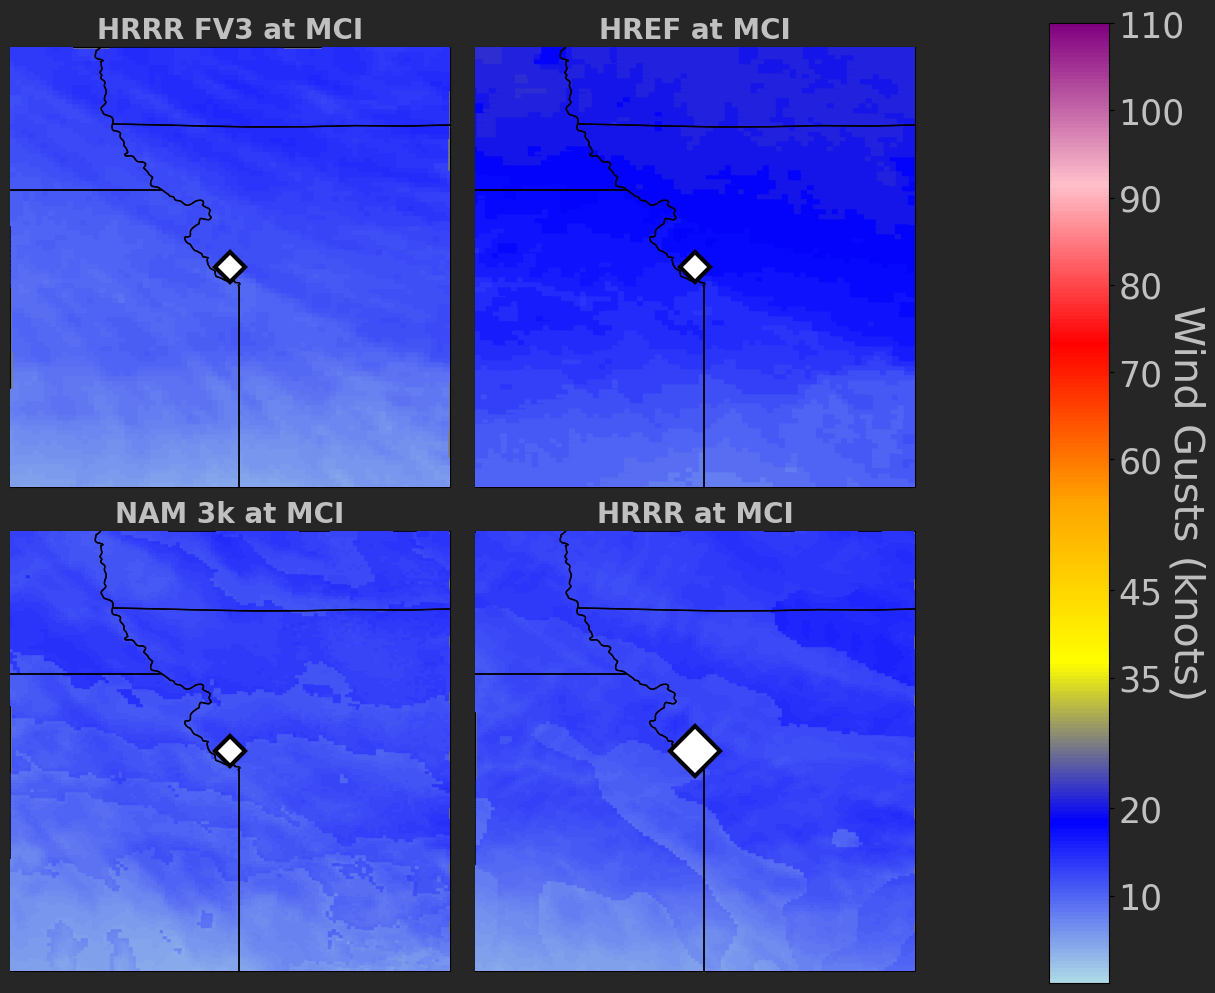 HRRR FV3 at MCI
HREF at MCI
NAM 3k at MCI
HRRR at MCI
110
100
90
80
70
60
45
35
20
10
Wind Gusts (knots)